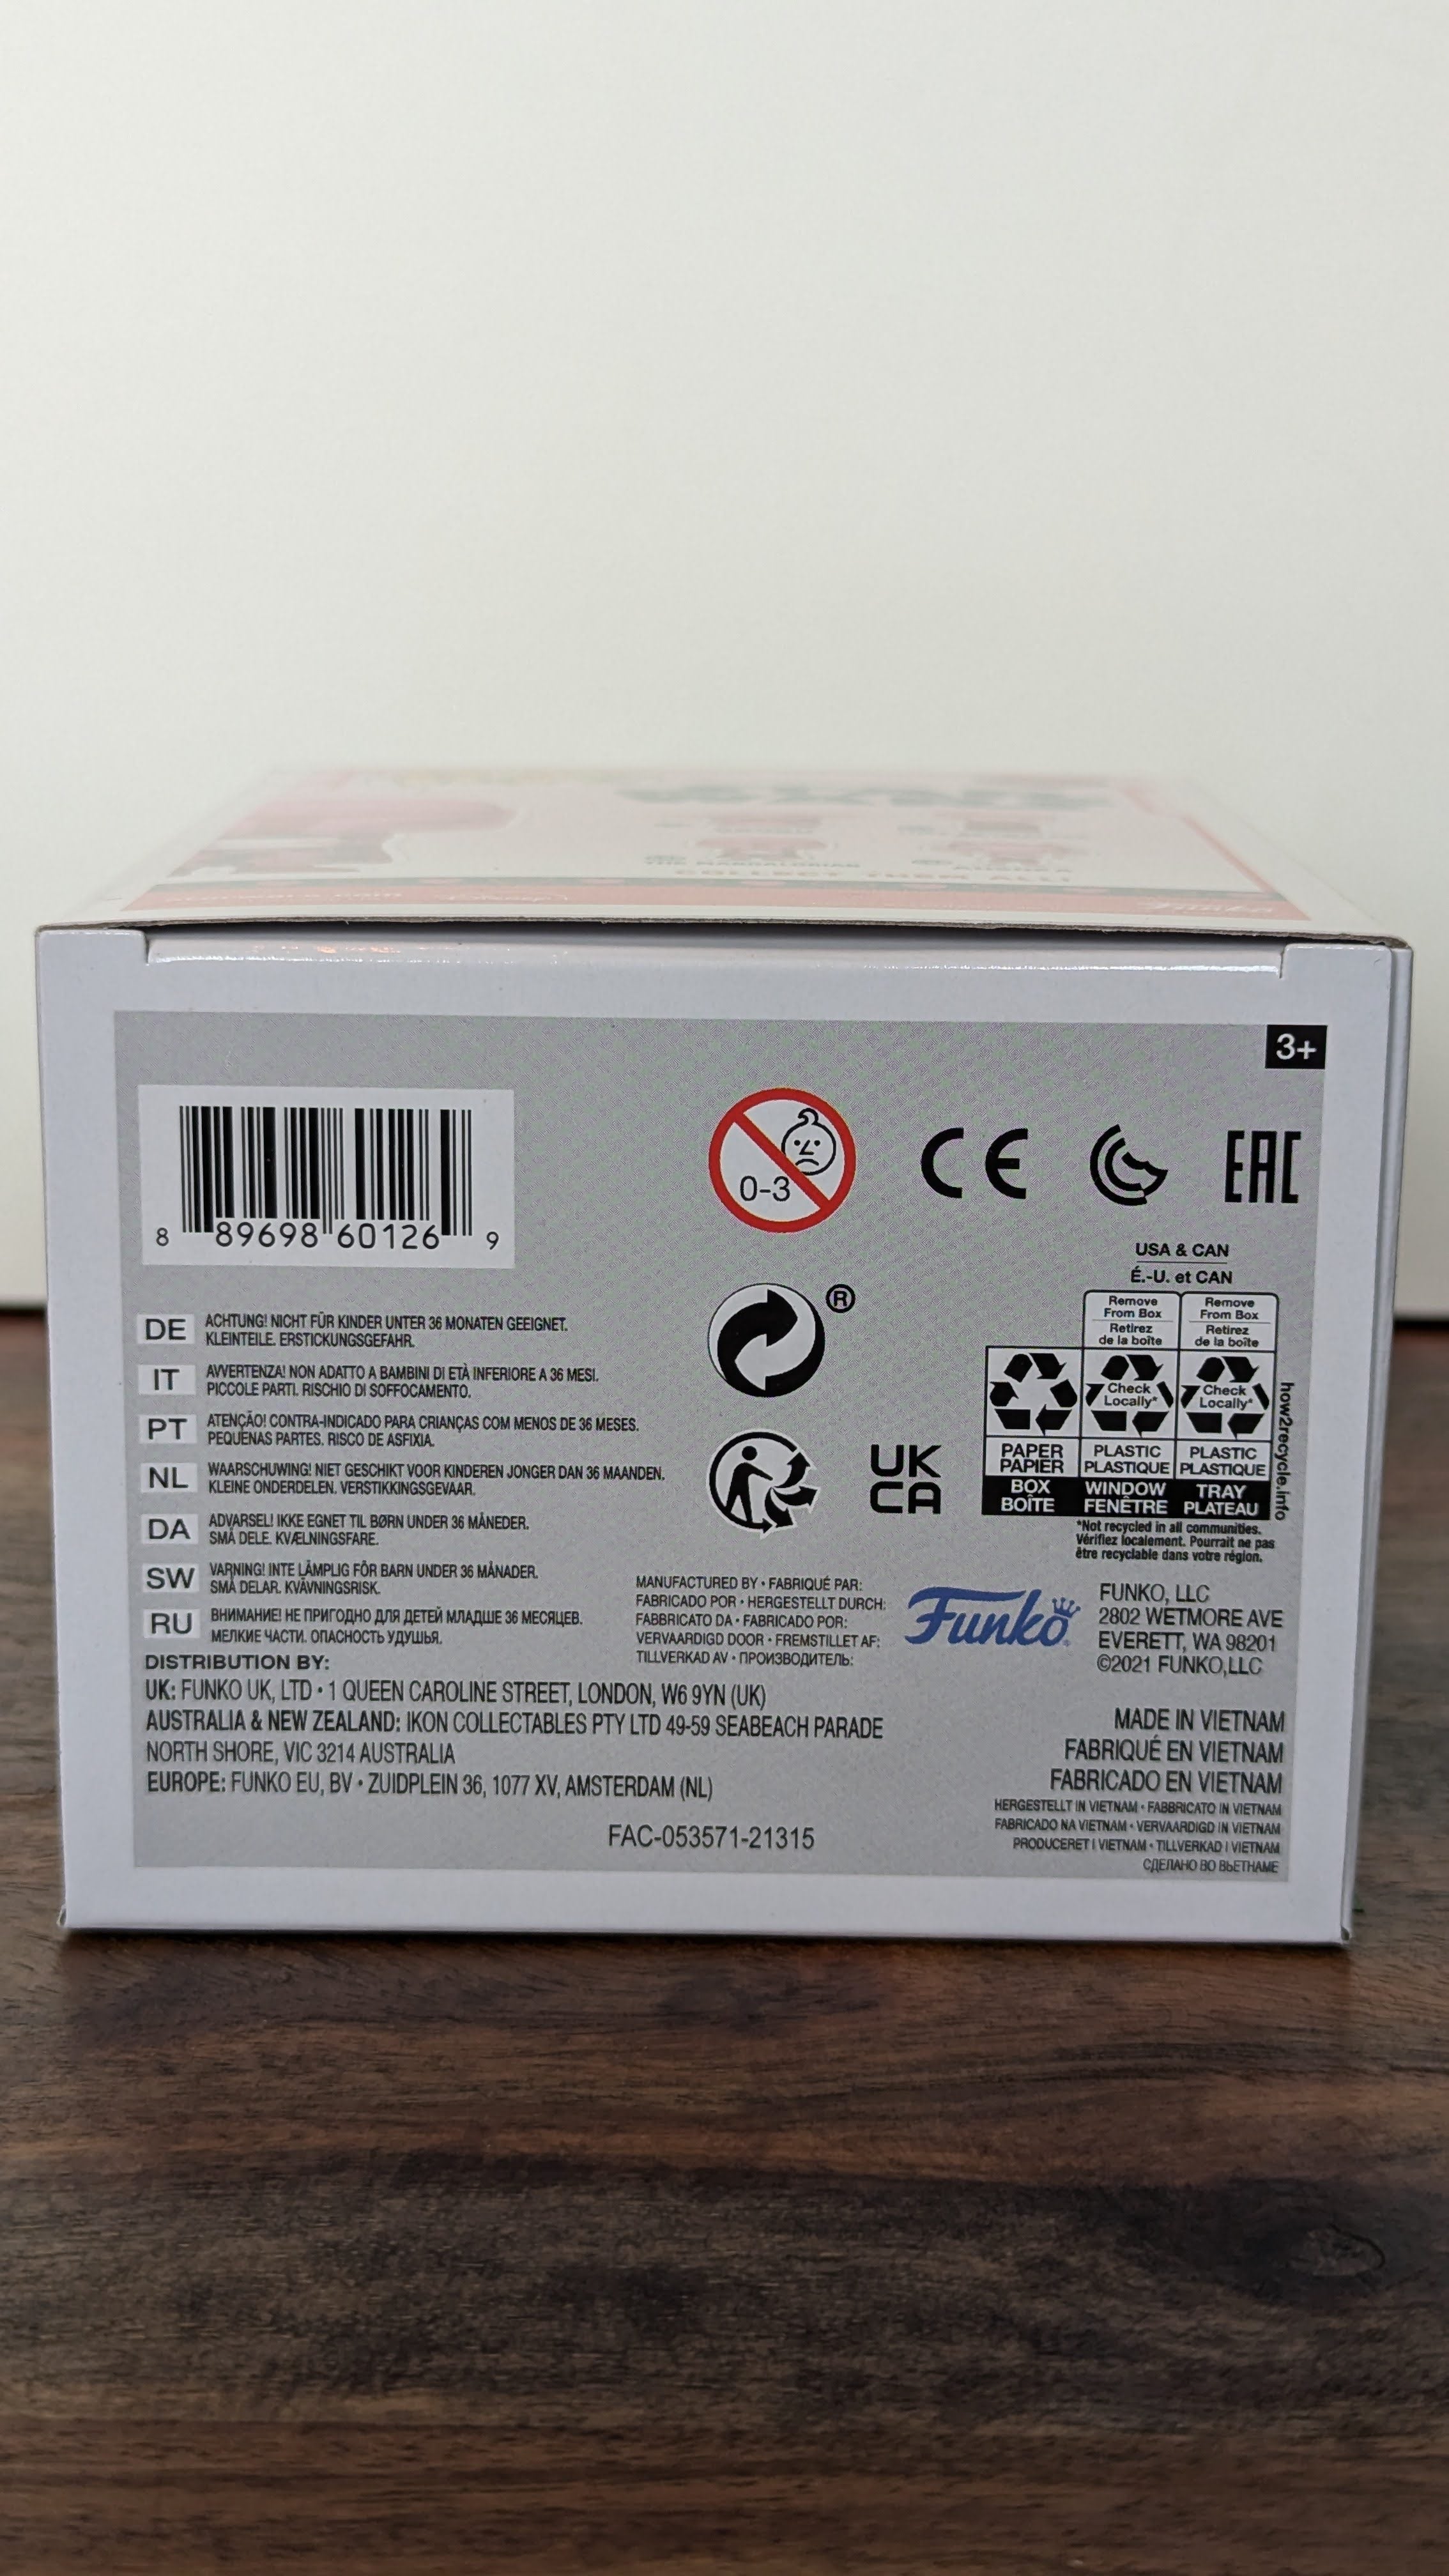 THE MANDALORIAN
COLLECT THEM ALL!
3+
8 89698 60126 9
0-3
CE
EAC
USA & CAN
É.-U. et CAN
Remove From Box
Retirez de la boîte
Remove From Box
Retirez de la boîte
Check Locally*
Check Locally*
PAPER
PAPIER
BOX
BOÎTE
PLASTIC
PLASTIQUE
WINDOW
FENÊTRE
PLASTIC
PLASTIQUE
TRAY
PLATEAU
how2recycle.info
*Not recycled in all communities.
Vérifiez localement. Pourrait ne pas
être recyclable dans votre région.
®
UK
CA
DE ACHTUNG! NICHT FÜR KINDER UNTER 36 MONATEN GEEIGNET.
KLEINTEILE. ERSTICKUNGSGEFAHR.
IT AVVERTENZA! NON ADATTO A BAMBINI DI ETÀ INFERIORE A 36 MESI.
PICCOLE PARTI. RISCHIO DI SOFFOCAMENTO.
PT ATENÇÃO! CONTRA-INDICADO PARA CRIANÇAS COM MENOS DE 36 MESES.
PEQUENAS PARTES. RISCO DE ASFIXIA.
NL WAARSCHUWING! NIET GESCHIKT VOOR KINDEREN JONGER DAN 36 MAANDEN.
KLEINE ONDERDELEN. VERSTIKKINGSGEVAAR.
DA ADVARSEL! IKKE EGNET TIL BØRN UNDER 36 MÅNEDER.
SMÅ DELE. KVÆLNINGSFARE.
SW VARNING! INTE LÄMPLIG FÖR BARN UNDER 36 MÅNADER.
SMÅ DELAR. KVÄVNINGSRISK.
RU ВНИМАНИЕ! НЕ ПРИГОДНО ДЛЯ ДЕТЕЙ МЛАДШЕ 36 МЕСЯЦЕВ.
МЕЛКИЕ ЧАСТИ. ОПАСНОСТЬ УДУШЬЯ.
MANUFACTURED BY • FABRIQUÉ PAR:
FABRICADO POR • HERGESTELLT DURCH:
FABBRICATO DA • FABRICADO POR:
VERVAARDIGD DOOR • FREMSTILLET AF:
TILLVERKAD AV • ПРОИЗВОДИТЕЛЬ:
Funko
FUNKO, LLC
2802 WETMORE AVE
EVERETT, WA 98201
©2021 FUNKO,LLC
DISTRIBUTION BY:
UK: FUNKO UK, LTD • 1 QUEEN CAROLINE STREET, LONDON, W6 9YN (UK)
AUSTRALIA & NEW ZEALAND: IKON COLLECTABLES PTY LTD 49-59 SEABEACH PARADE
NORTH SHORE, VIC 3214 AUSTRALIA
EUROPE: FUNKO EU, BV • ZUIDPLEIN 36, 1077 XV, AMSTERDAM (NL)
FAC-053571-21315
MADE IN VIETNAM
FABRIQUÉ EN VIETNAM
FABRICADO EN VIETNAM
HERGESTELLT IN VIETNAM • FABBRICATO IN VIETNAM
FABRICADO NA VIETNAM • VERVAARDIGD IN VIETNAM
PRODUCERET I VIETNAM • TILLVERKAD I VIETNAM
СДЕЛАНО ВО ВЬЕТНАМЕ